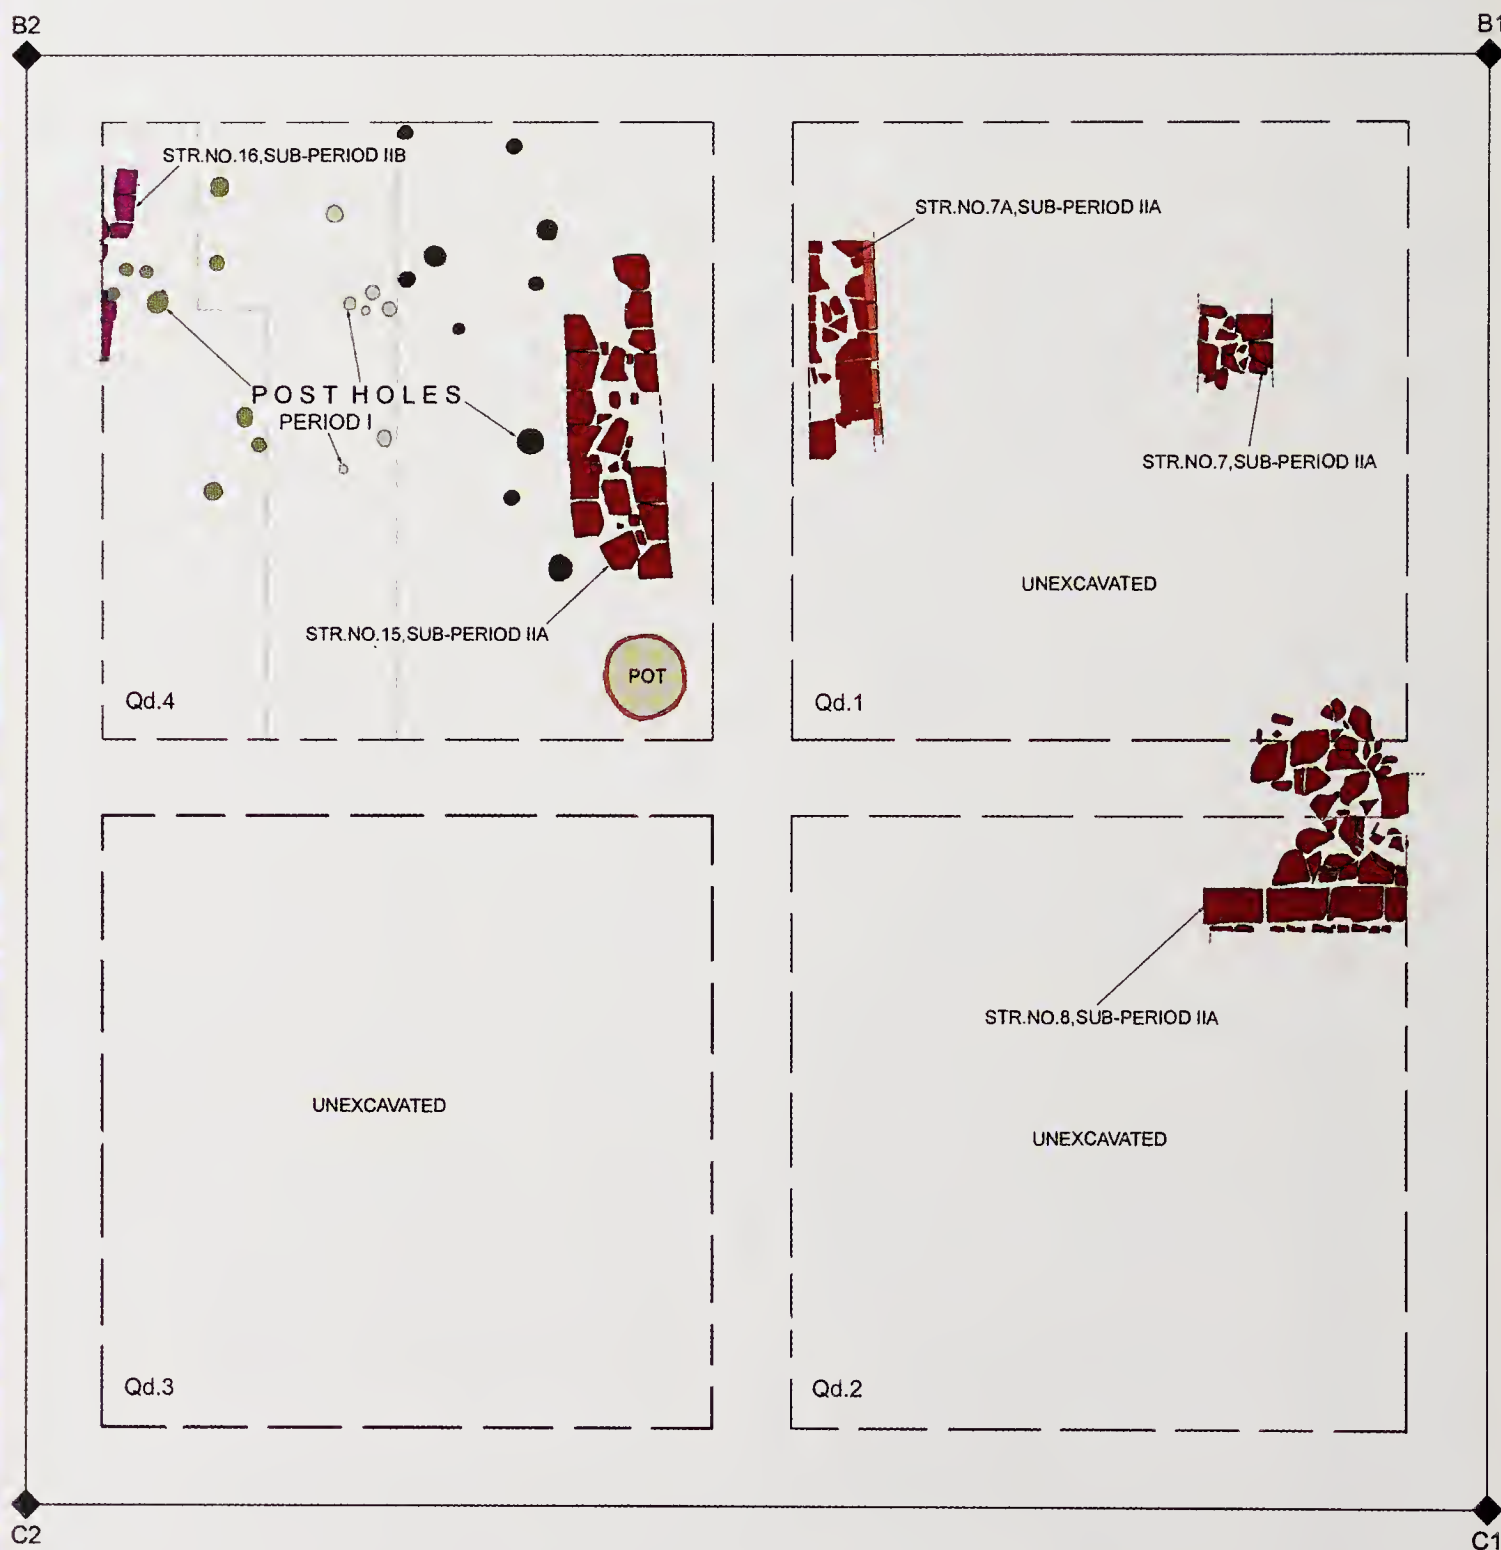 B2
B1
STR.NO.16,SUB-PERIOD IIB
STR.NO.7A,SUB-PERIOD IIA
POST HOLES
PERIOD I
STR.NO.7,SUB-PERIOD IIA
UNEXCAVATED
STR.NO.15,SUB-PERIOD IIA
POT
Qd.4
Qd.1
STR.NO.8,SUB-PERIOD IIA
UNEXCAVATED
UNEXCAVATED
Qd.3
Qd.2
C2
C1